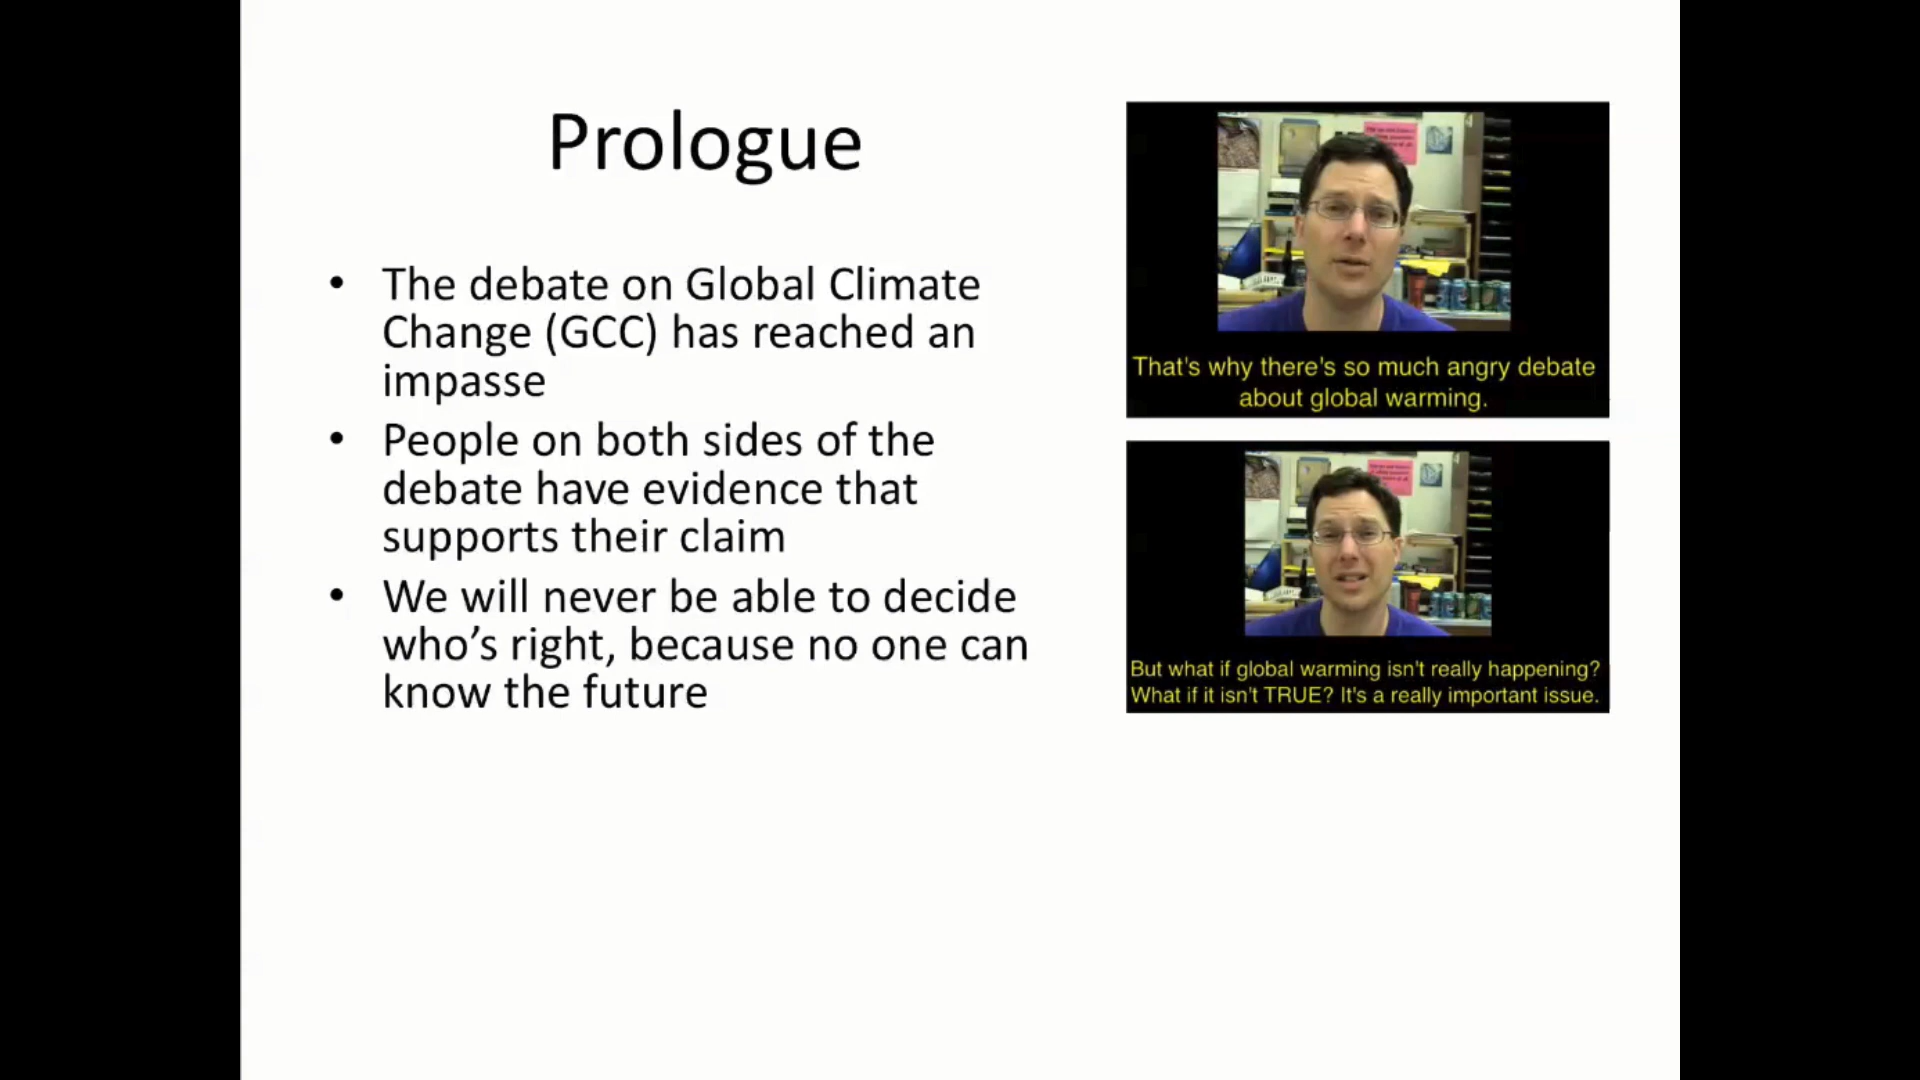 Prologue
• The debate on Global Climate
Change (GCC) has reached an
impasse
• People on both sides of the
debate have evidence that
supports their claim
• We will never be able to decide
who’s right, because no one can
know the future
That's why there's so much angry debate
about global warming.
But what if global warming isn't really happening?
What if it isn't TRUE? It's a really important issue.